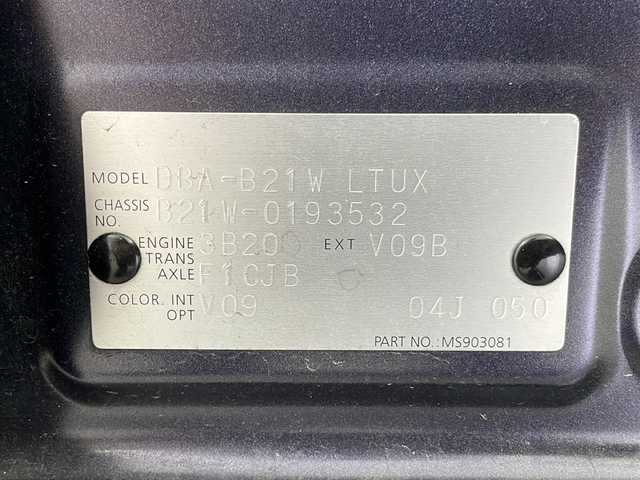 MODEL DBA-B21W LTUX
CHASSIS NO. B21W-0193532
ENGINE 3B20 EXT V09B
TRANS AXLE F1CJB
COLOR. INT V09 04J 050
OPT
PART NO.: MS903081